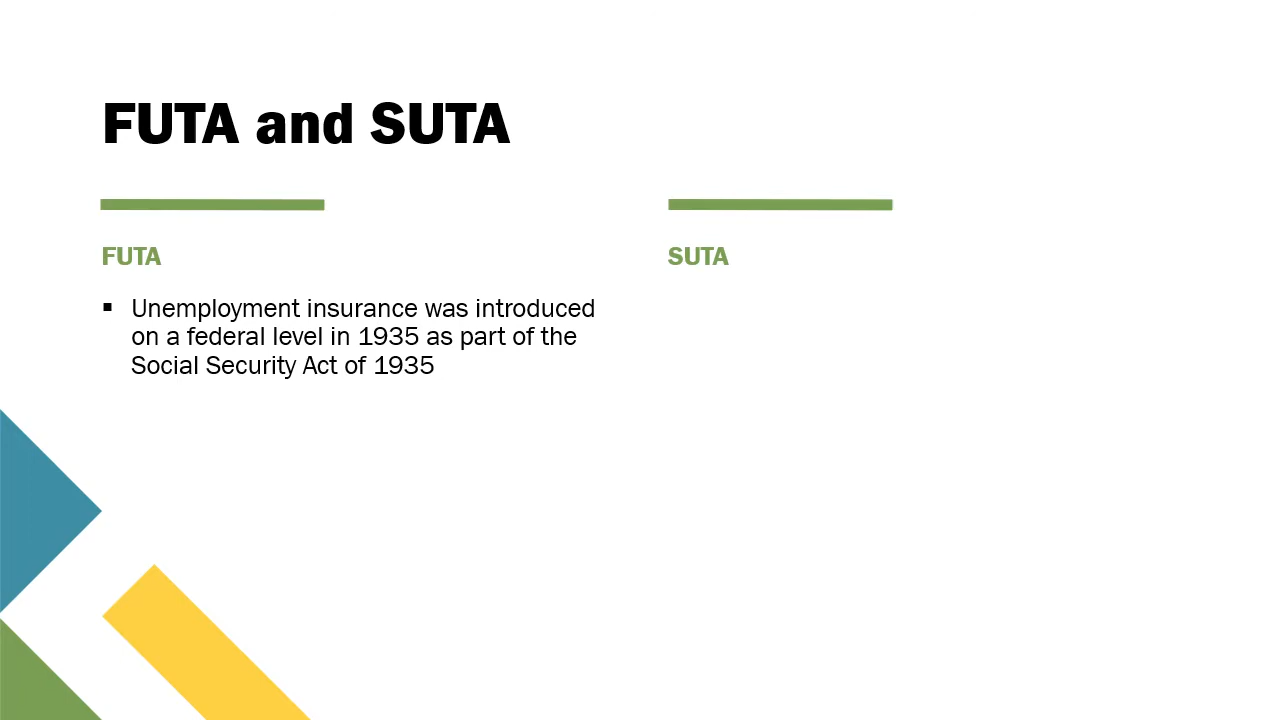 FUTA and SUTA
FUTA
▪ Unemployment insurance was introduced
on a federal level in 1935 as part of the
Social Security Act of 1935
SUTA